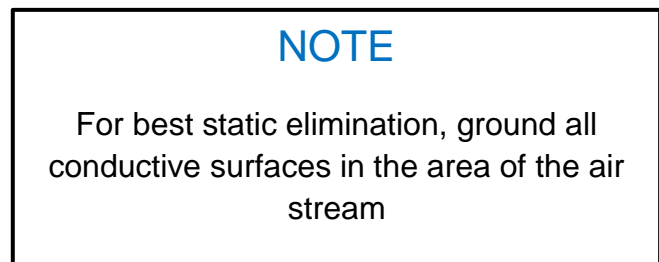 NOTE
For best static elimination, ground all
conductive surfaces in the area of the air
stream